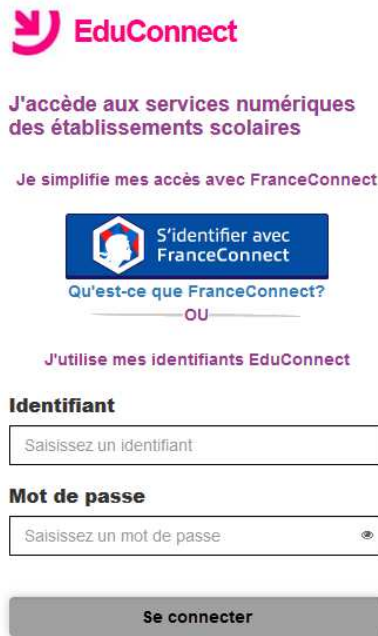 EduConnect
J'accède aux services numériques
des établissements scolaires
Je simplifie mes accès avec FranceConnect
S'identifier avec
FranceConnect
Qu'est-ce que FranceConnect?
OU
J'utilise mes identifiants EduConnect
Identifiant
Saisissez un identifiant
Mot de passe
Saisissez un mot de passe
Se connecter